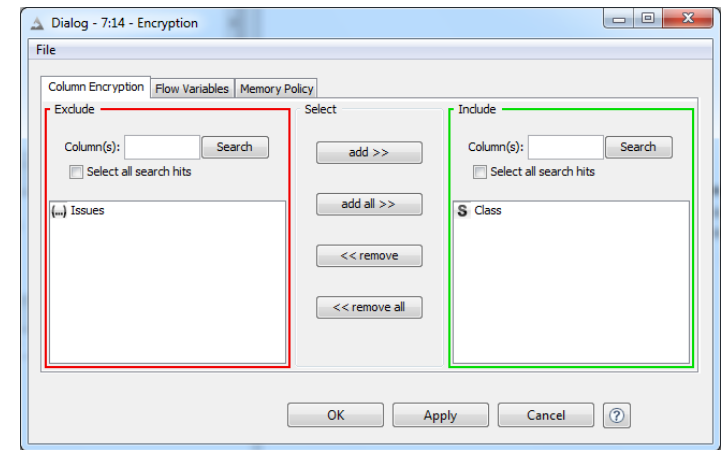 Dialog - 7:14 - Encryption
File
Column Encryption Flow Variables Memory Policy
Exclude
Column(s):
Search
Select all search hits
(...) Issues
Select
add >>
add all >>
<< remove
<< remove all
Include
Column(s):
Search
Select all search hits
S Class
OK Apply Cancel ?